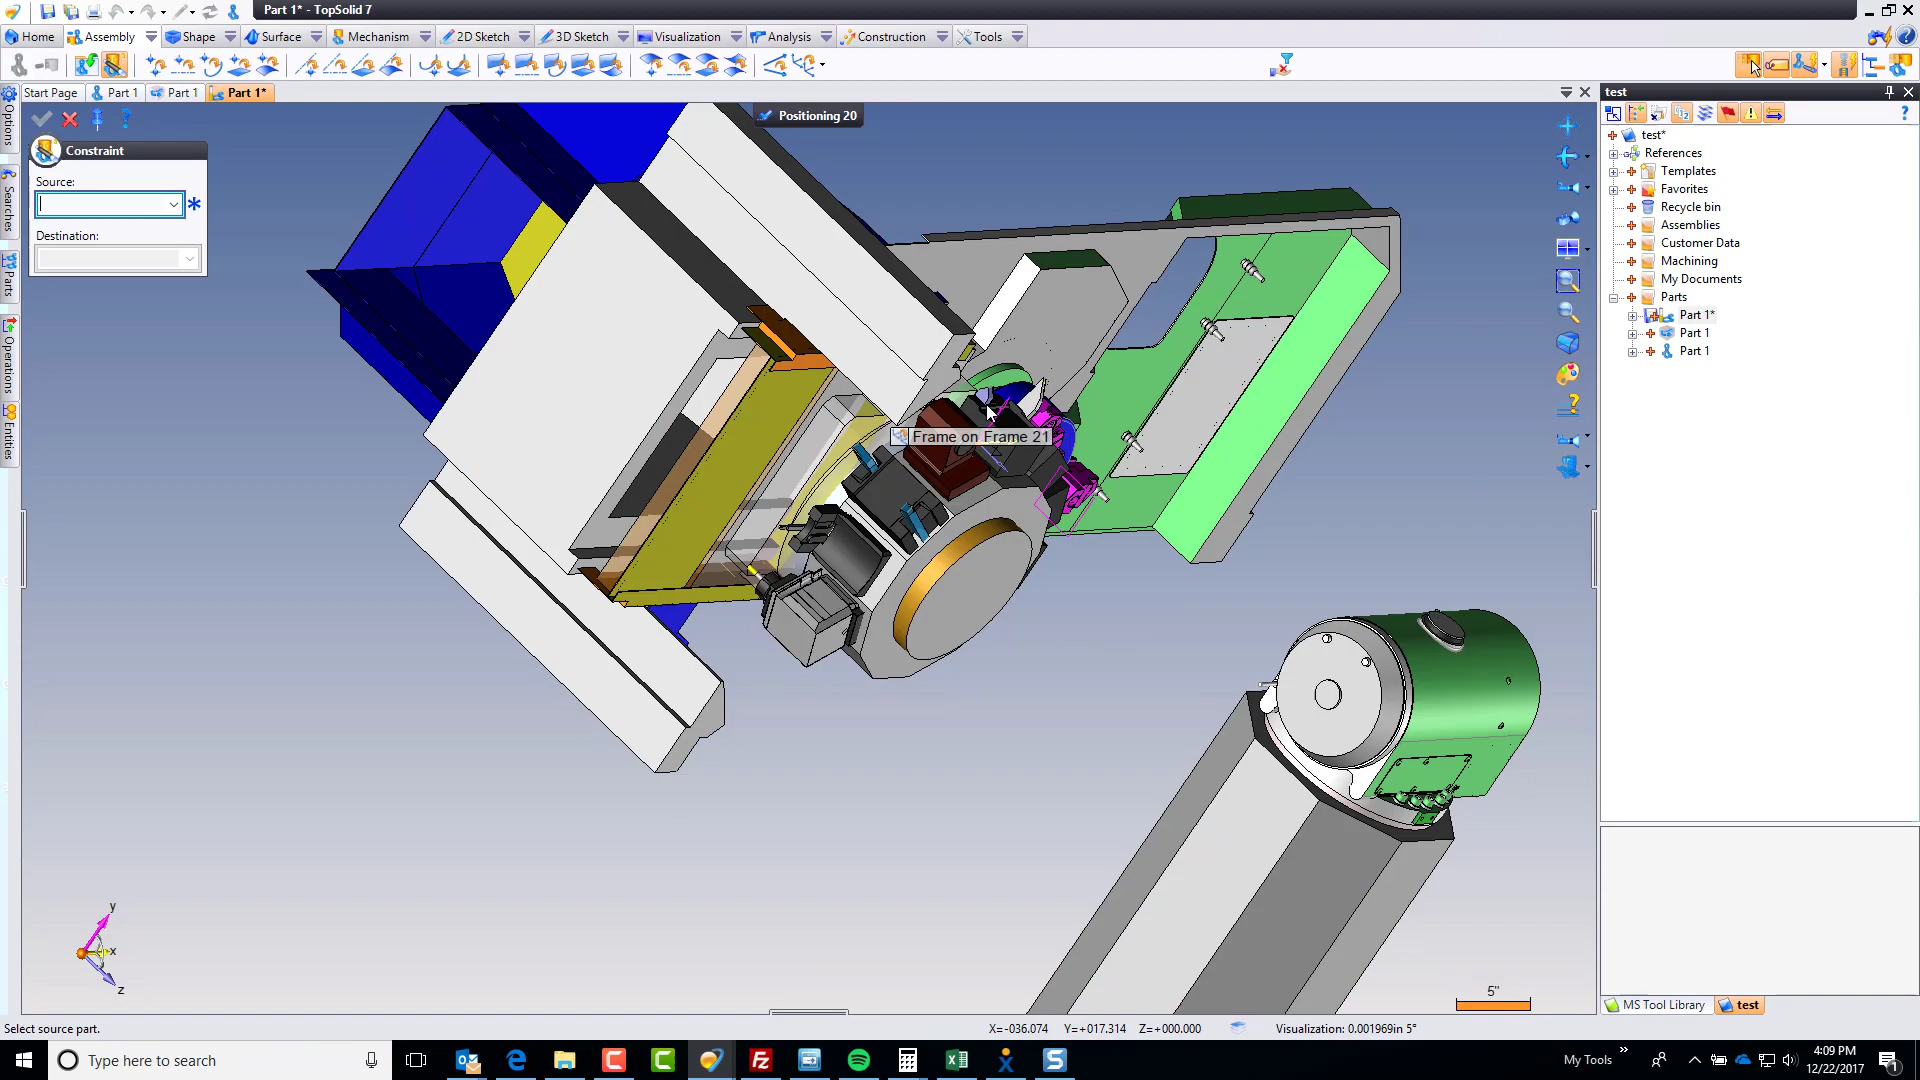 Part 1* - TopSolid 7
Home
Assembly
Shape
Surface
Mechanism
2D Sketch
3D Sketch
Visualization
Analysis
Construction
Tools
Start Page
Part 1
Part 1
Part 1*
test
Options
Searches
Parts
Operations
Entities
Constraint
Source:
Destination:
Positioning 20
Frame on Frame 21
test*
References
Templates
Favorites
Recycle bin
Assemblies
Customer Data
Machining
My Documents
Parts
Part 1*
Part 1
Part 1
y
x
z
5"
MS Tool Library
test
Select source part.
X=-036.074 Y=+017.314 Z=+000.000
Visualization: 0.001969in 5°
Type here to search
My Tools
4:09 PM
12/22/2017
1